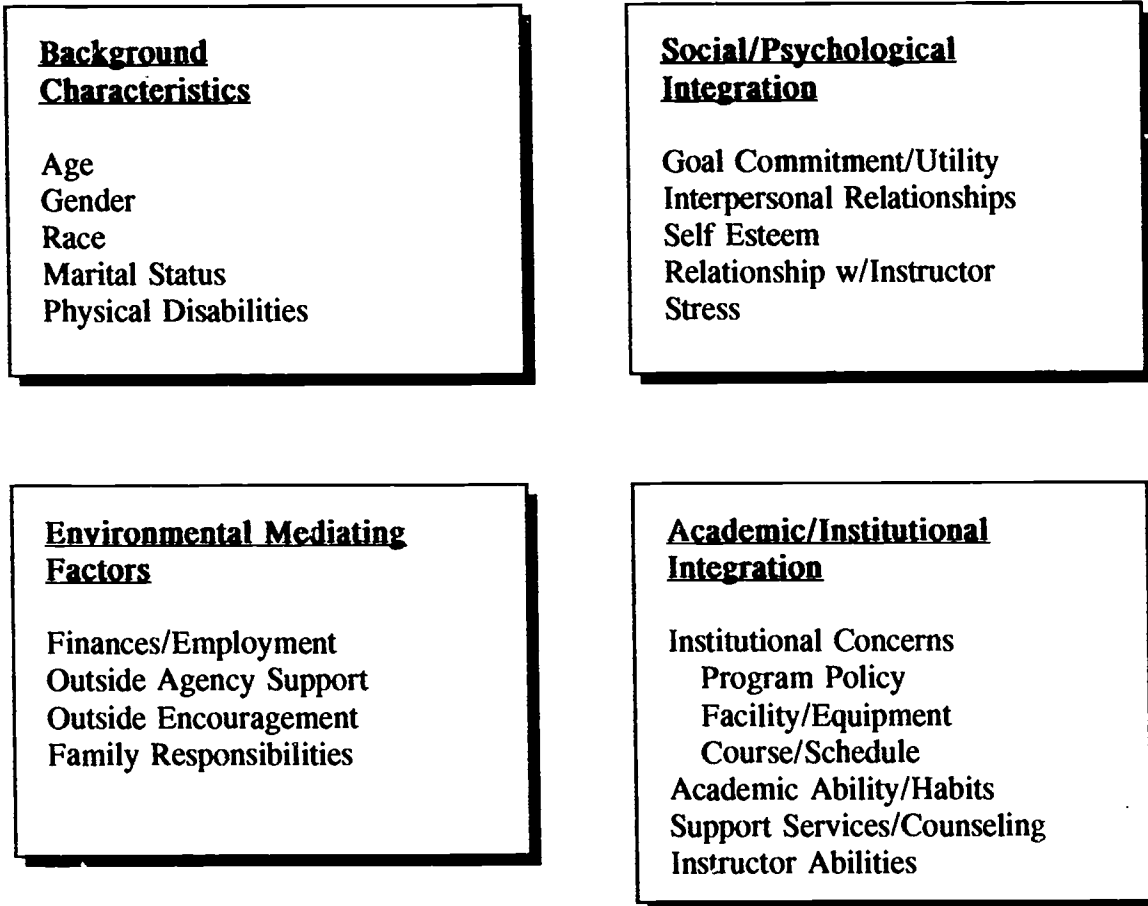 Background
Characteristics
Age
Gender
Race
Marital Status
Physical Disabilities
Social/Psychological
Integration
Goal Commitment/Utility
Interpersonal Relationships
Self Esteem
Relationship w/Instructor
Stress
Environmental Mediating
Factors
Finances/Employment
Outside Agency Support
Outside Encouragement
Family Responsibilities
Academic/Institutional
Integration
Institutional Concerns
Program Policy
Facility/Equipment
Course/Schedule
Academic Ability/Habits
Support Services/Counseling
Instructor Abilities